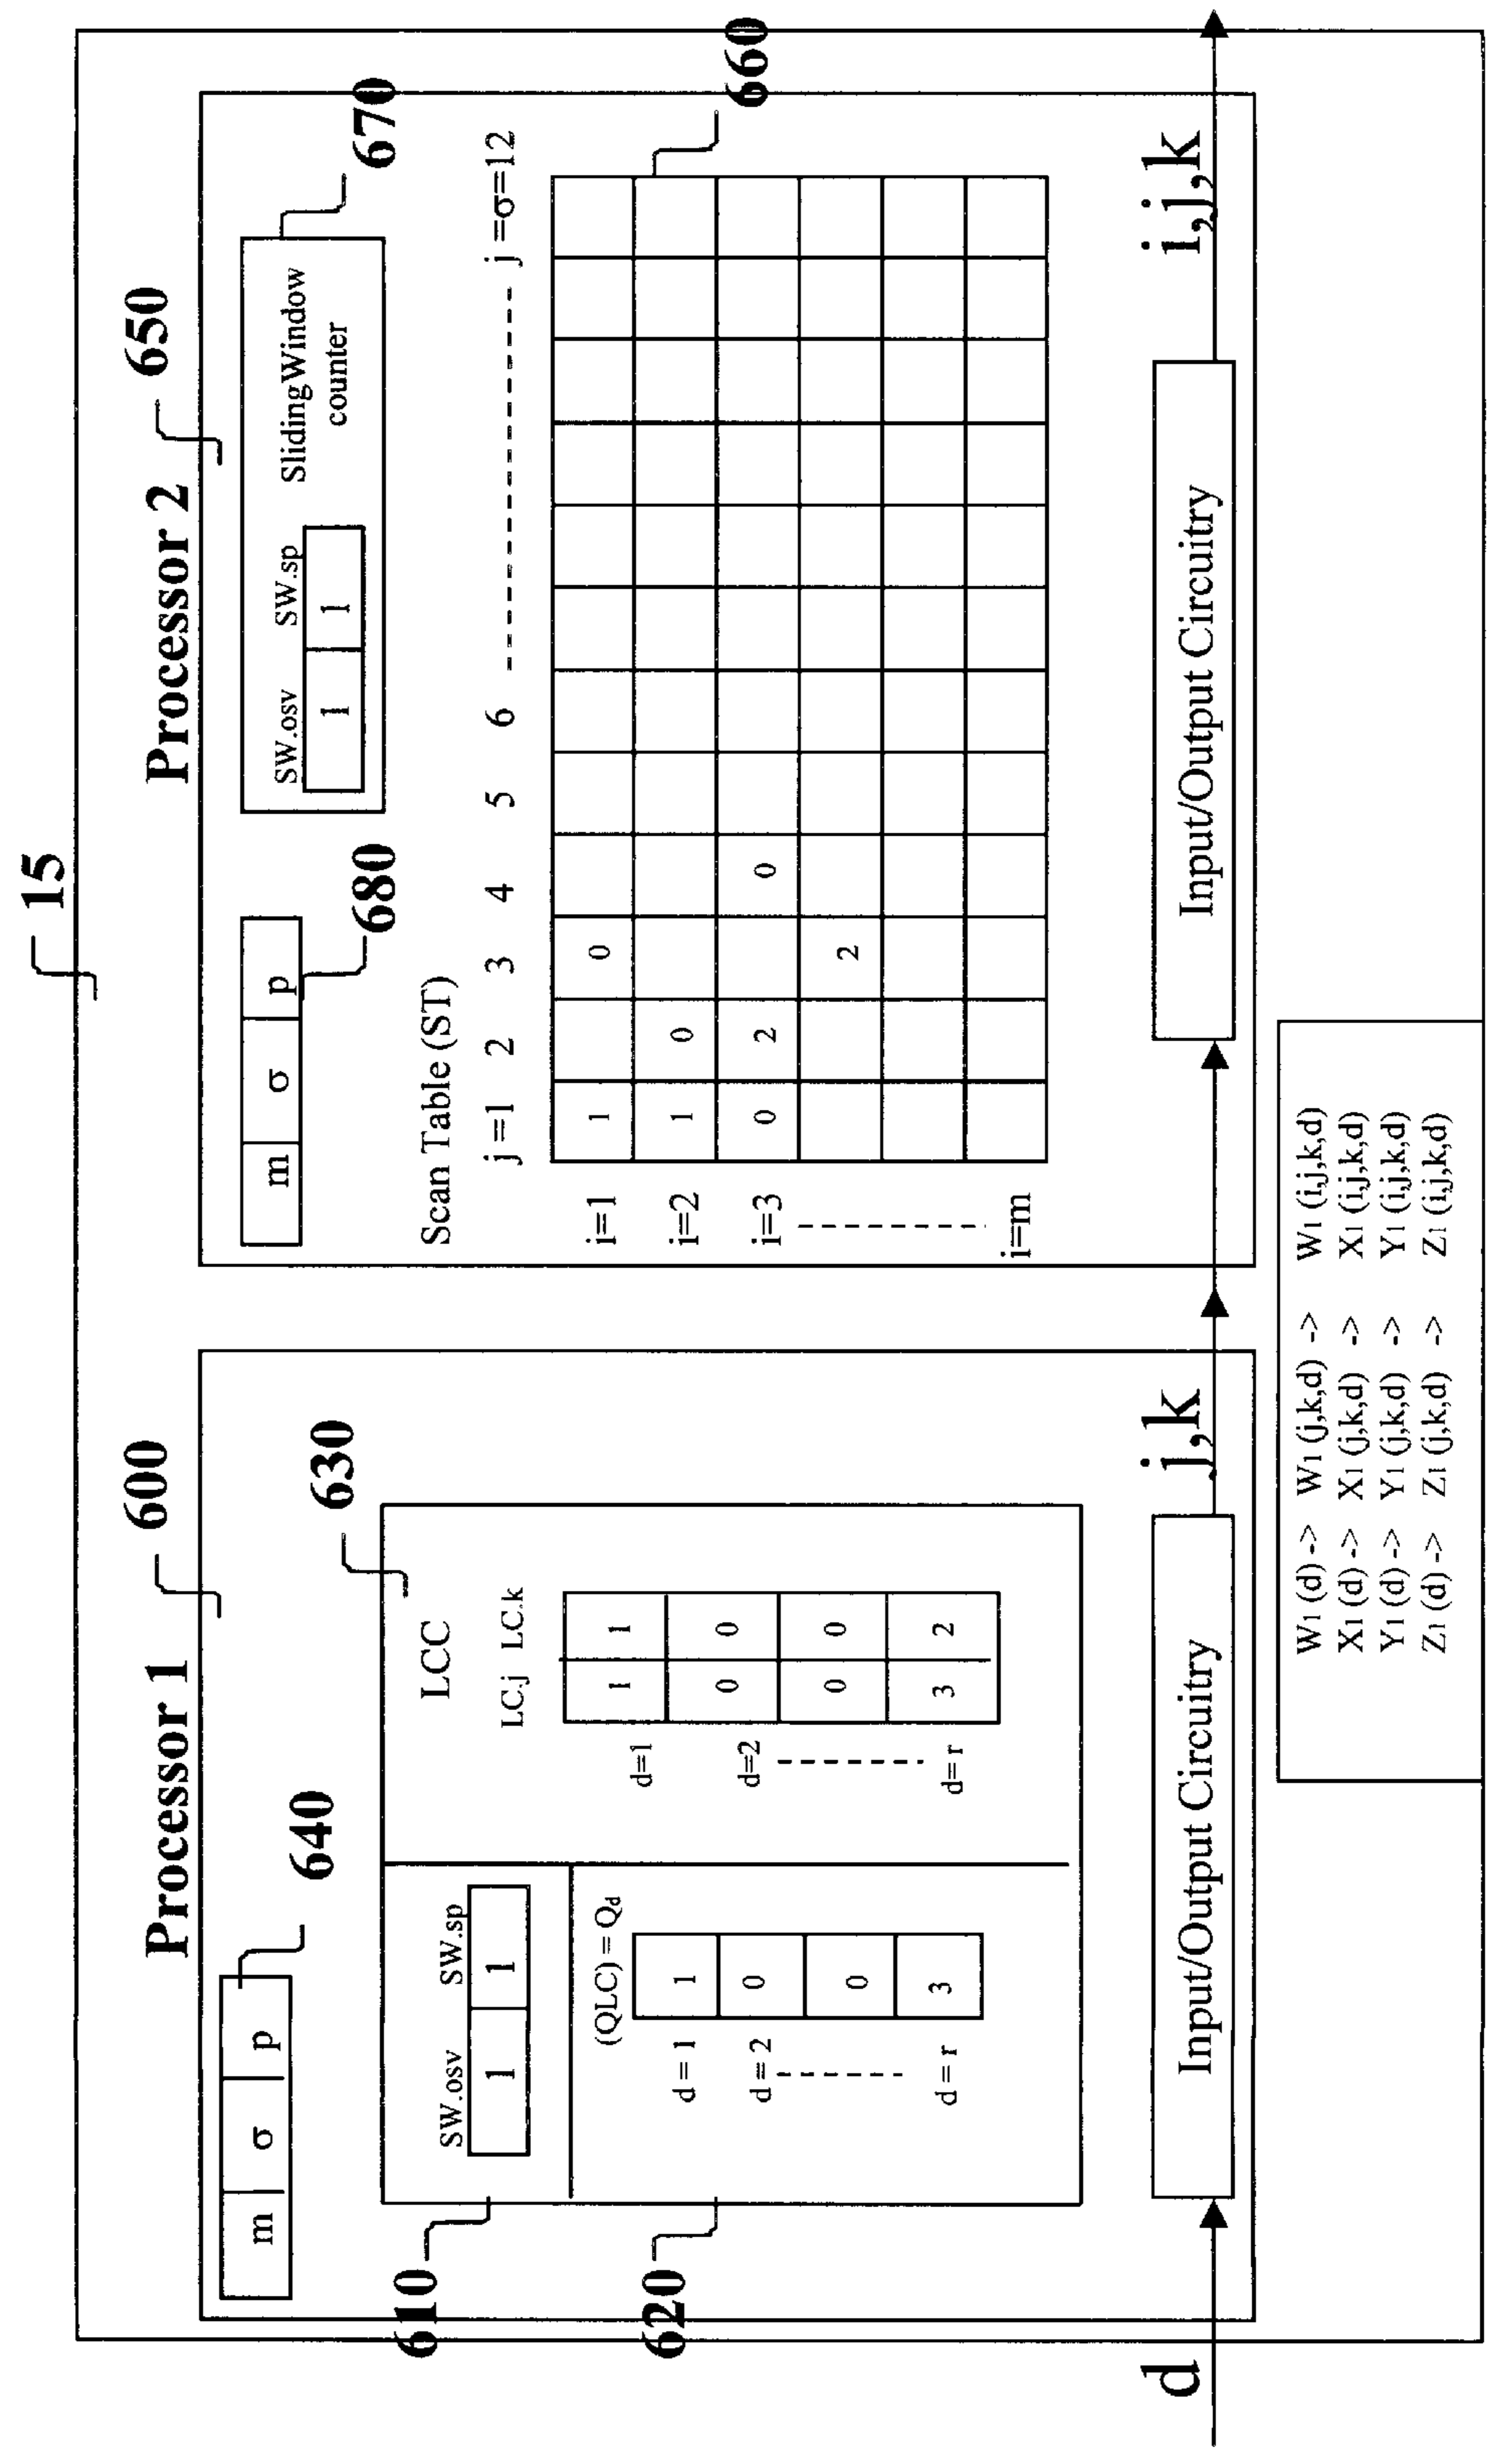 15
Processor 1
600
640
m σ p
610
SW.osv SW.sp
1 1
620
(QLC) = Qd
d = 1
1
d = 2
0
0
d = r
3
630
LCC
LC.j LC.k
d=1
1 1
d=2
0 0
0 0
d= r
3 2
d
Input/Output Circuitry
j,k
Processor 2
650
680
m σ p
670
SW.osv SW.sp
1 1
SlidingWindow
counter
Scan Table (ST)
j =1 2 3 4 5 6 j =σ=12
660
i=1
1 0
i=2
1 0
i=3
0 2 0
2
i=m
Input/Output Circuitry
i,j,k
W1 (d) -> W1 (j,k,d) -> W1 (i,j,k,d)
X1 (d) -> X1 (j,k,d) -> X1 (i,j,k,d)
Y1 (d) -> Y1 (j,k,d) -> Y1 (i,j,k,d)
Z1 (d) -> Z1 (j,k,d) -> Z1 (i,j,k,d)